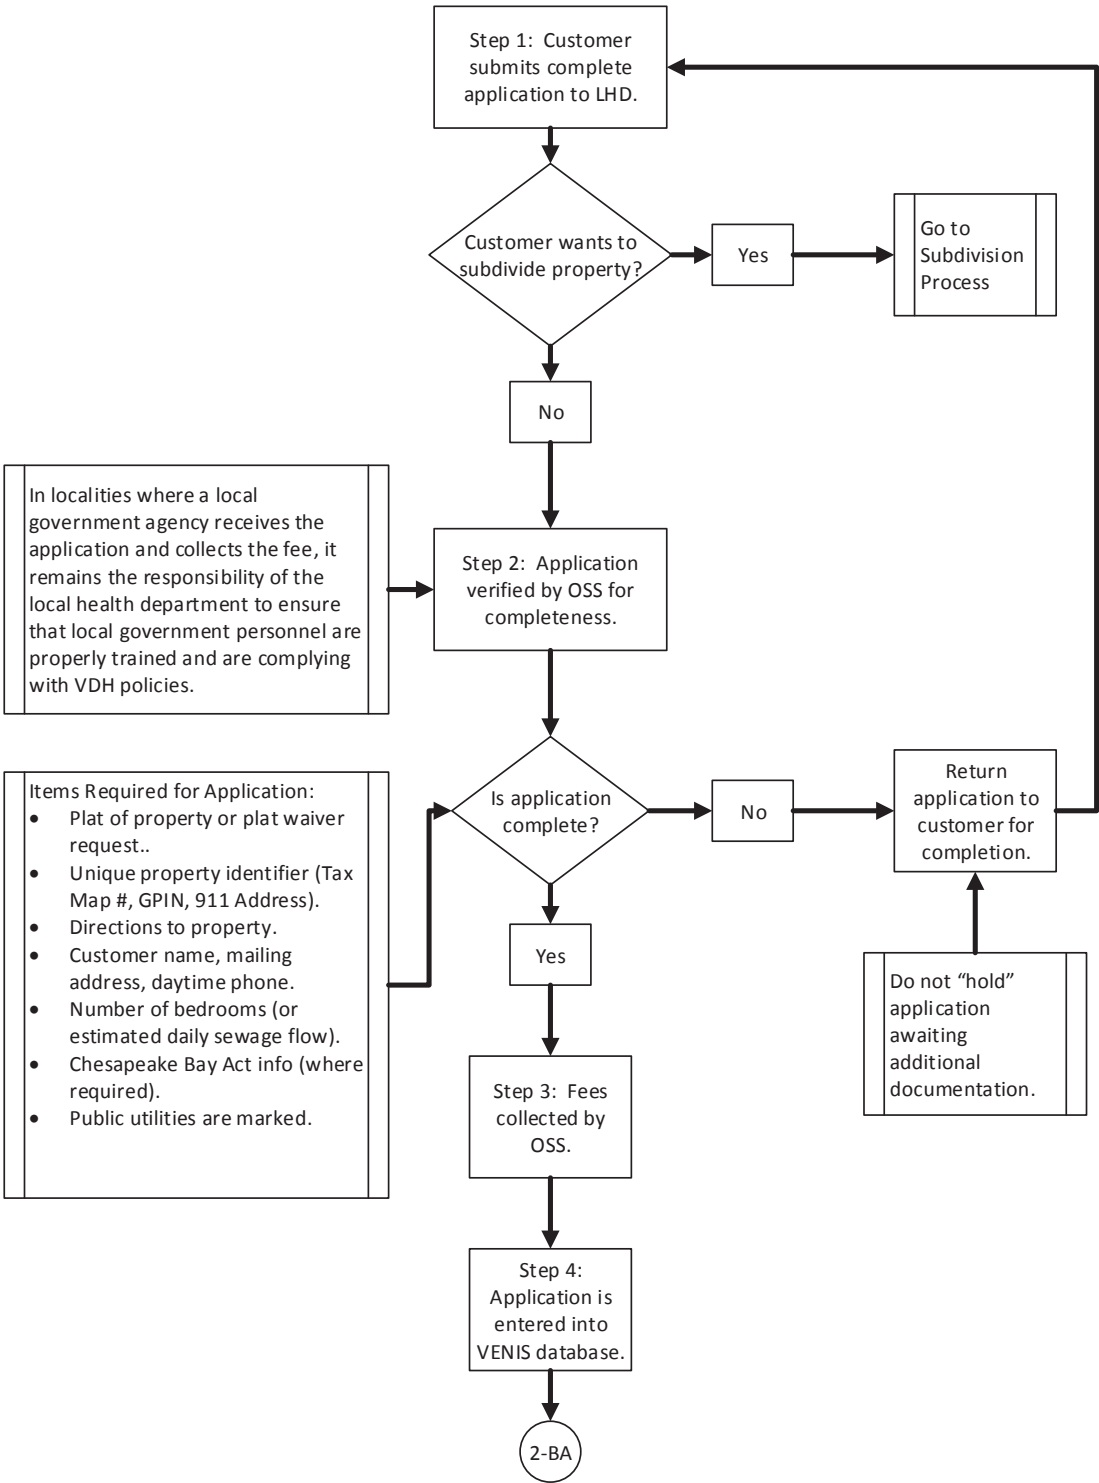 Step 1:  Customer
submits complete
application to LHD.
Customer wants to
subdivide property?
Yes
Go to
Subdivision
Process
No
In localities where a local
government agency receives the
application and collects the fee, it
remains the responsibility of the
local health department to ensure
that local government personnel are
properly trained and are complying
with VDH policies.
Step 2:  Application
verified by OSS for
completeness.
Items Required for Application:
• Plat of property or plat waiver
request..
• Unique property identifier (Tax
Map #, GPIN, 911 Address).
• Directions to property.
• Customer name, mailing
address, daytime phone.
• Number of bedrooms (or
estimated daily sewage flow).
• Chesapeake Bay Act info (where
required).
• Public utilities are marked.
Is application
complete?
No
Return
application to
customer for
completion.
Do not “hold”
application
awaiting
additional
documentation.
Yes
Step 3:  Fees
collected by
OSS.
Step 4:
Application is
entered into
VENIS database.
2-BA